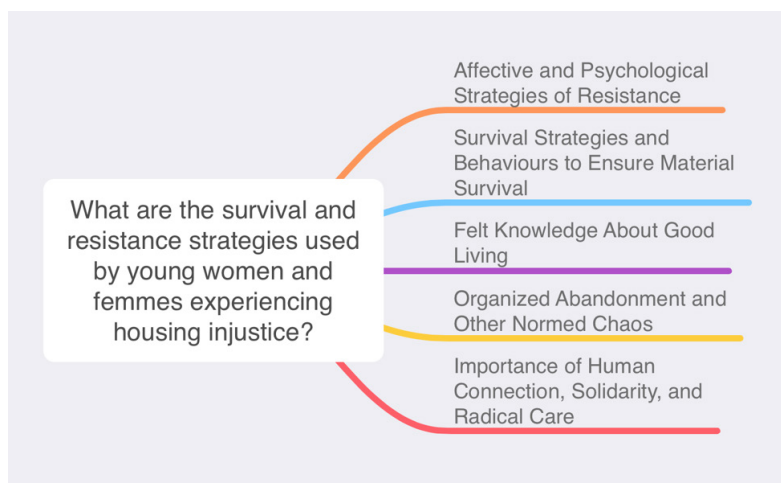 What are the survival and
resistance strategies used
by young women and
femmes experiencing
housing injustice?
Affective and Psychological
Strategies of Resistance
Survival Strategies and
Behaviours to Ensure Material
Survival
Felt Knowledge About Good
Living
Organized Abandonment and
Other Normed Chaos
Importance of Human
Connection, Solidarity, and
Radical Care